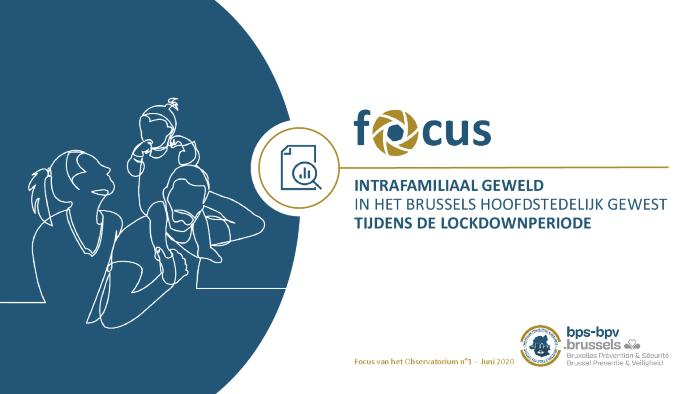 focus
INTRAFAMILIAAL GEWELD
IN HET BRUSSELS HOOFDSTEDELIJK GEWEST
TIJDENS DE LOCKDOWNPERIODE
Focus van het Observatorium n°1 – Juni 2020
bps-bpv
.brussels
Bruxelles Prévention & Sécurité
Brussel Preventie & Veiligheid